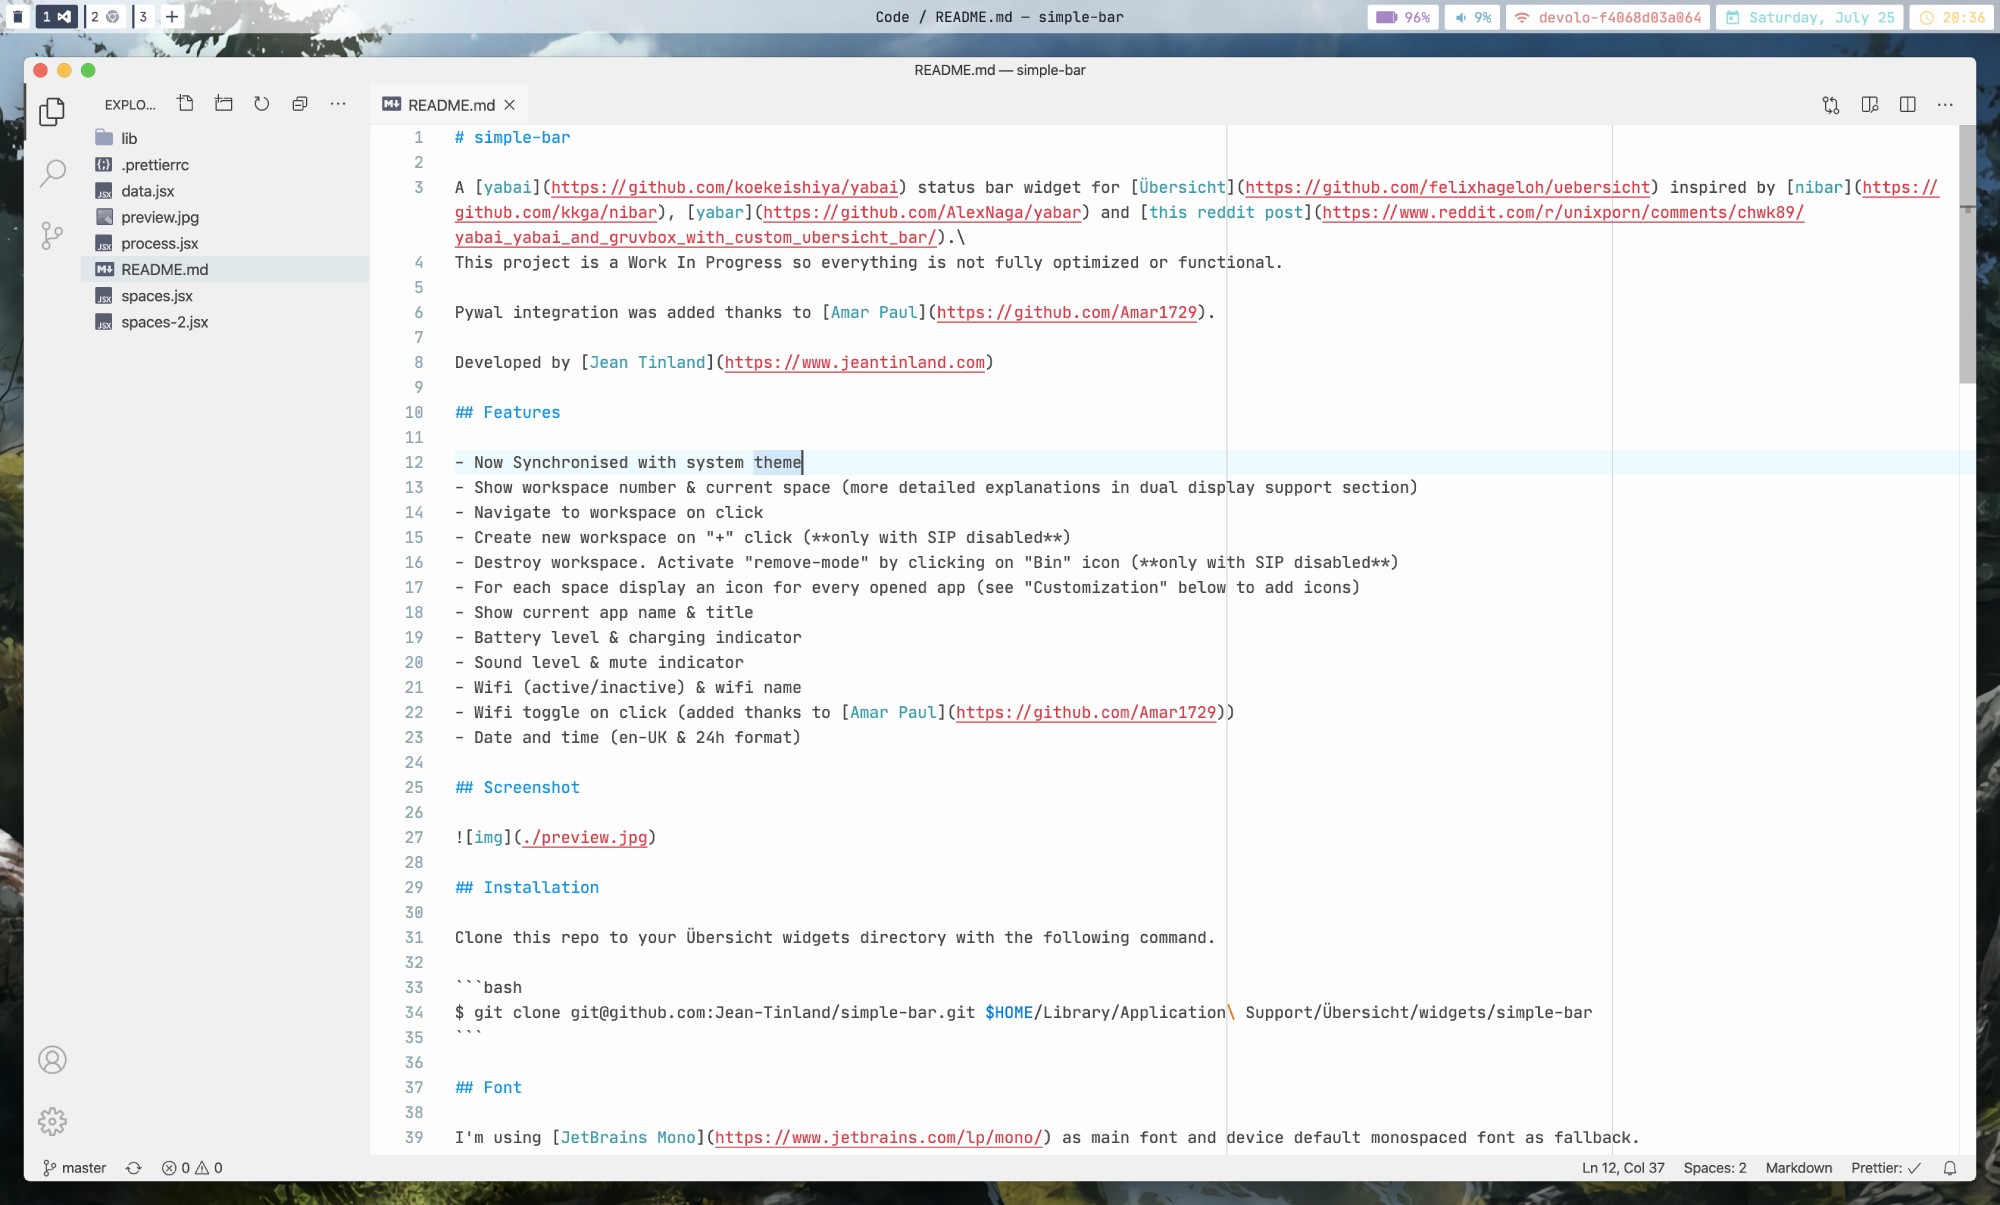 1 2 3 +
Code / README.md — simple-bar
96% 9% devolo-f4068d03a064 Saturday, July 25 20:36
README.md — simple-bar
EXPLO...
lib
.prettierrc
data.jsx
preview.jpg
process.jsx
README.md
spaces.jsx
spaces-2.jsx
README.md
1 # simple-bar
2
3 A [yabai](https://github.com/koekeishiya/yabai) status bar widget for [Übersicht](https://github.com/felixhageloh/uebersicht) inspired by [nibar](https://
github.com/kkga/nibar), [yabar](https://github.com/AlexNaga/yabar) and [this reddit post](https://www.reddit.com/r/unixporn/comments/chwk89/
yabai_yabai_and_gruvbox_with_custom_ubersicht_bar/).\
4 This project is a Work In Progress so everything is not fully optimized or functional.
5
6 Pywal integration was added thanks to [Amar Paul](https://github.com/Amar1729).
7
8 Developed by [Jean Tinland](https://www.jeantinland.com)
9
10 ## Features
11
12 - Now Synchronised with system theme
13 - Show workspace number & current space (more detailed explanations in dual display support section)
14 - Navigate to workspace on click
15 - Create new workspace on "+" click (**only with SIP disabled**)
16 - Destroy workspace. Activate "remove-mode" by clicking on "Bin" icon (**only with SIP disabled**)
17 - For each space display an icon for every opened app (see "Customization" below to add icons)
18 - Show current app name & title
19 - Battery level & charging indicator
20 - Sound level & mute indicator
21 - Wifi (active/inactive) & wifi name
22 - Wifi toggle on click (added thanks to [Amar Paul](https://github.com/Amar1729))
23 - Date and time (en-UK & 24h format)
24
25 ## Screenshot
26
27 ![img](./preview.jpg)
28
29 ## Installation
30
31 Clone this repo to your Übersicht widgets directory with the following command.
32
33 ```bash
34 $ git clone git@github.com:Jean-Tinland/simple-bar.git $HOME/Library/Application\ Support/Übersicht/widgets/simple-bar
35 ```
36
37 ## Font
38
39 I'm using [JetBrains Mono](https://www.jetbrains.com/lp/mono/) as main font and device default monospaced font as fallback.
master 0 0 Ln 12, Col 37 Spaces: 2 Markdown Prettier: ✓